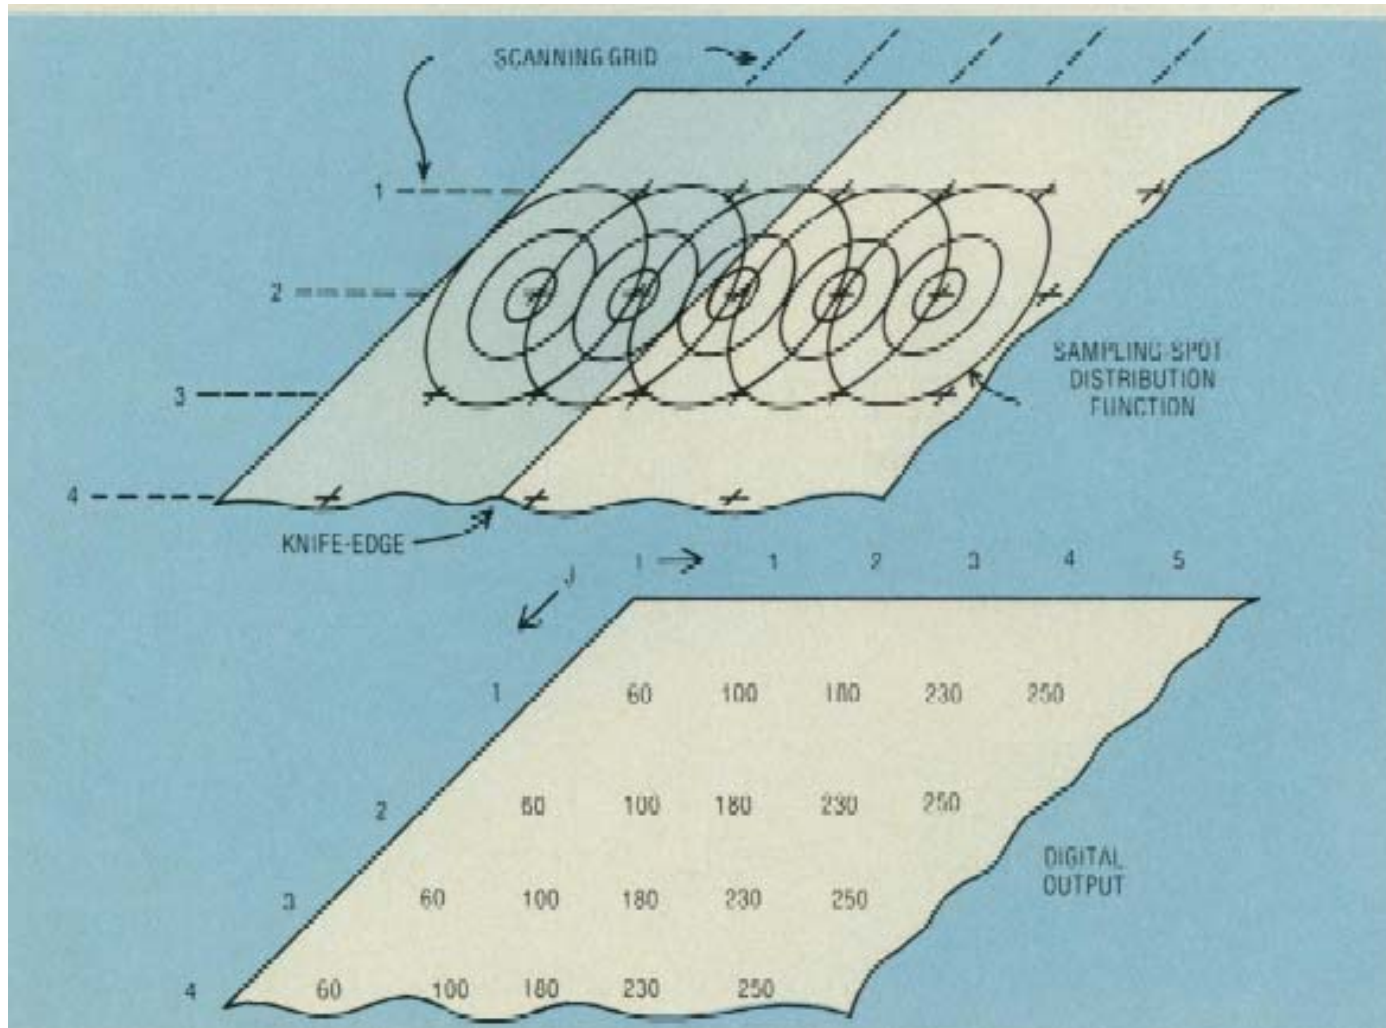 SCANNING GRID
1
2
3
4
SAMPLING SPOT
DISTRIBUTION
FUNCTION
KNIFE-EDGE
J
I 1 2 3 4 5
1 60 100 180 230 250
2 60 100 180 230 250
3 60 100 180 230 250
4 60 100 180 230 250
DIGITAL
OUTPUT